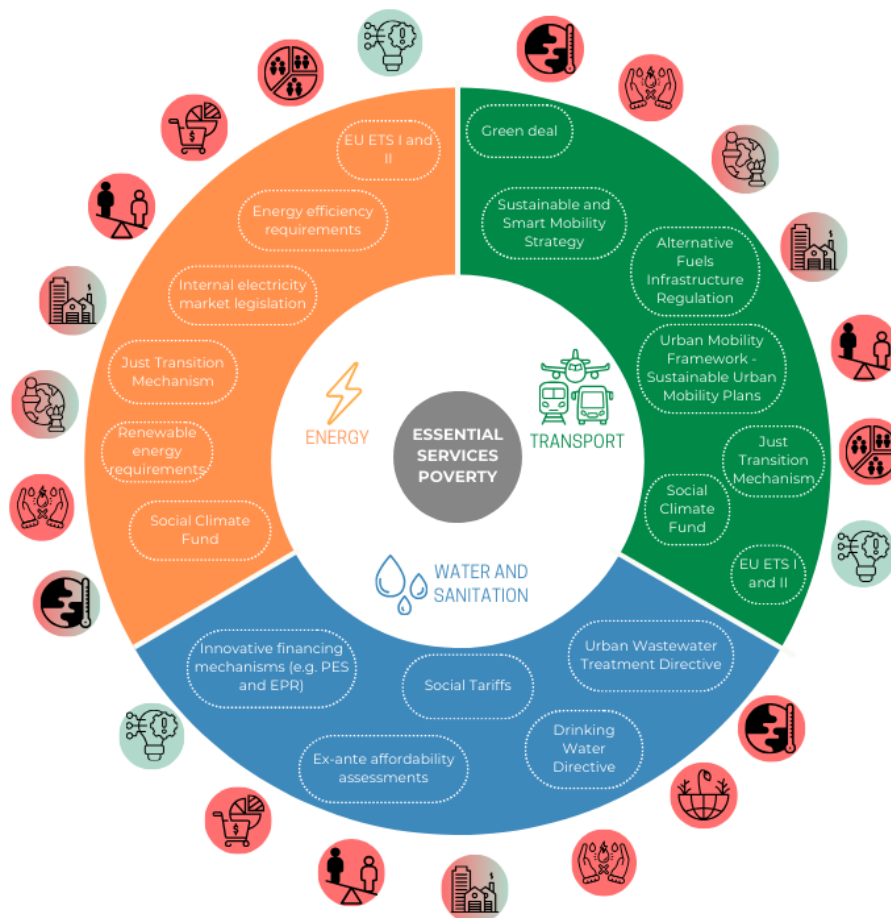 EU ETS I and
II
Energy efficiency
requirements
Internal electricity
market legislation
Just Transition
Mechanism
Renewable
energy
requirements
Social Climate
Fund
Green deal
Sustainable and
Smart Mobility
Strategy
Alternative
Fuels
Infrastructure
Regulation
Urban Mobility
Framework -
Sustainable Urban
Mobility Plans
Just
Transition
Mechanism
Social
Climate
Fund
EU ETS I
and II
ENERGY
ESSENTIAL
SERVICES
POVERTY
TRANSPORT
WATER AND
SANITATION
Innovative financing
mechanisms (e.g. PES
and EPR)
Social Tariffs
Urban Wastewater
Treatment Directive
Ex-ante affordability
assessments
Drinking
Water
Directive